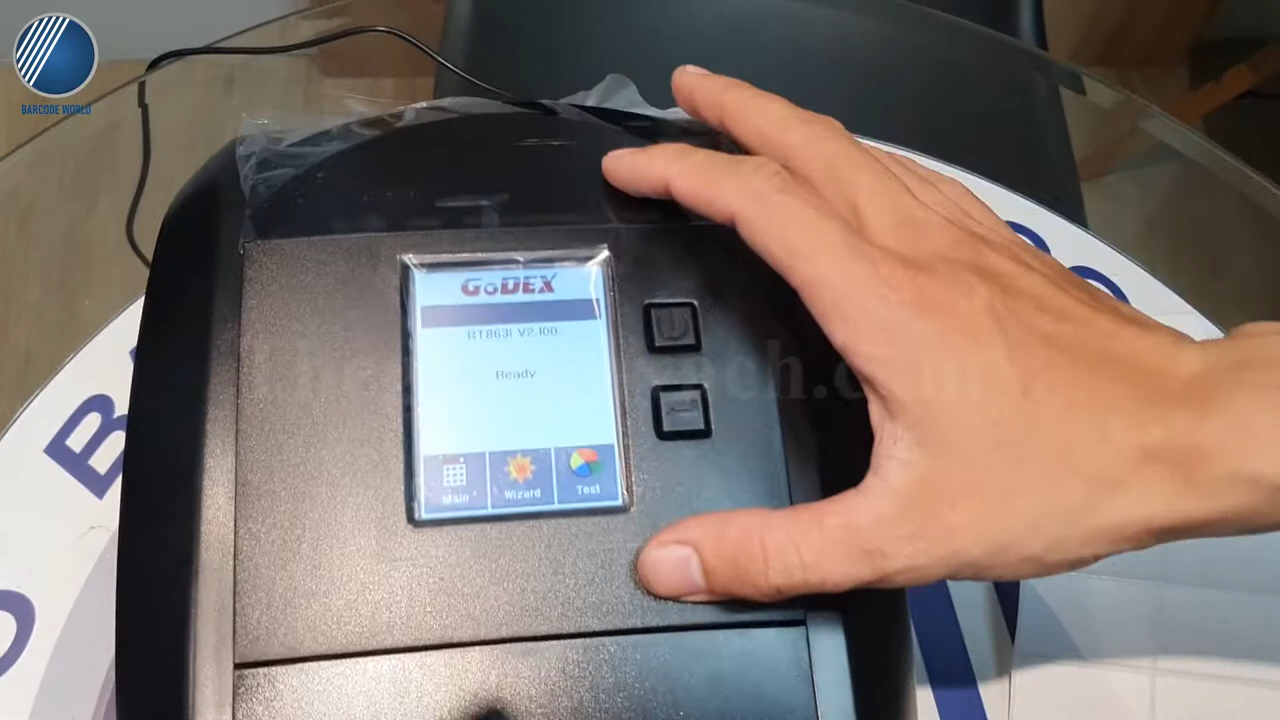 BARCODE WORLD
GoDEX
RT863i V2.100
Ready
Main
Wizard
Test
B